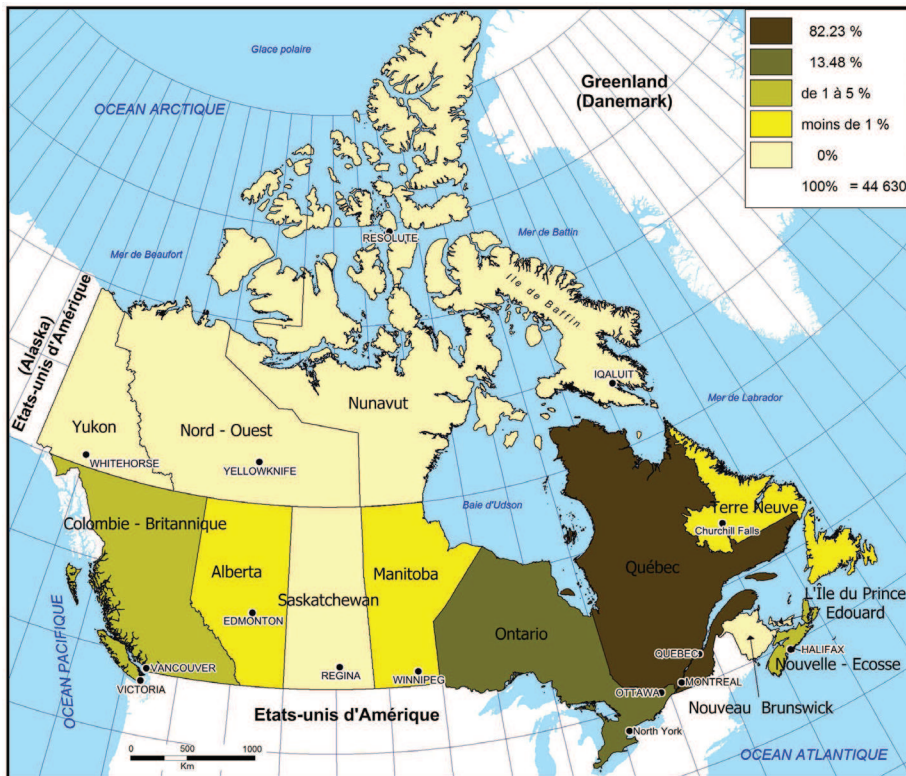 Glace polaire
OCEAN ARCTIQUE
Greenland
(Danemark)
82.23 %
13.48 %
de 1 à 5 %
moins de 1 %
0%
100% = 44 630
Mer de Beaufort
RESOLUTE
Mer de Baffin
Ile de Baffin
(Alaska)
Etats-unis d'Amérique
IQALUIT
Mer de Labrador
Nunavut
Yukon
Nord - Ouest
WHITEHORSE
YELLOWKNIFE
Baie d'Udson
Terre Neuve
Churchill Falls
Colombie - Britannique
Alberta
Manitoba
Québec
Saskatchewan
EDMONTON
L'Île du Prince
Edouard
Ontario
OCEAN PACIFIQUE
VANCOUVER
VICTORIA
REGINA
WINNIPEG
QUEBEC
HALIFAX
Nouvelle - Ecosse
MONTREAL
OTTAWA
Nouveau Brunswick
Etats-unis d'Amérique
North York
0 500 1000
Km
OCEAN ATLANTIQUE